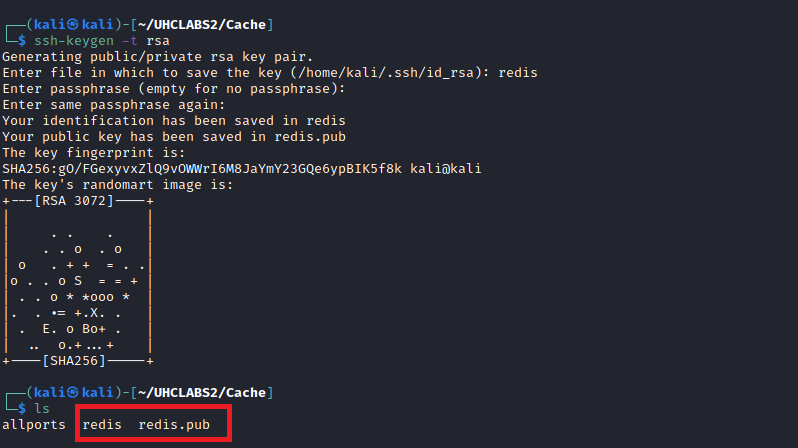 ┌──(kali㉿kali)-[~/UHCLABS2/Cache]
└─$ ssh-keygen -t rsa
Generating public/private rsa key pair.
Enter file in which to save the key (/home/kali/.ssh/id_rsa): redis
Enter passphrase (empty for no passphrase):
Enter same passphrase again:
Your identification has been saved in redis
Your public key has been saved in redis.pub
The key fingerprint is:
SHA256:gO/FGexyvxZlQ9vOWWrI6M8JaYmY23GQe6ypBIK5f8k kali@kali
The key's randomart image is:
+---[RSA 3072]----+
|                 |
|     . .    .    |
|    . . o  . o   |
| o   . + +  = . .|
|o . . o S  = = + |
| . . o * *ooo *  |
|.  . .= +.X. .   |
| .  E. o Bo+ .   |
|  ..  o.+...+    |
+----[SHA256]-----+
┌──(kali㉿kali)-[~/UHCLABS2/Cache]
└─$ ls
allports  redis  redis.pub